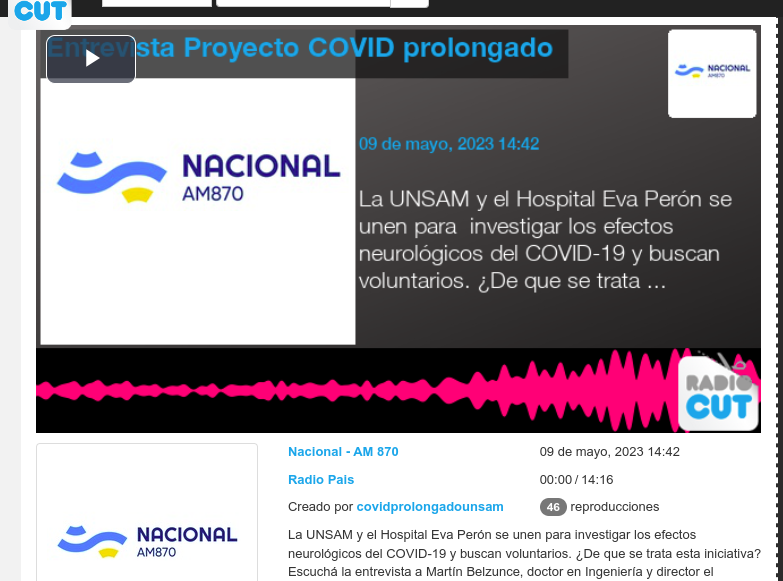 CUT
Entrevista Proyecto COVID prolongado
NACIONAL
AM870
09 de mayo, 2023 14:42
NACIONAL
AM870
La UNSAM y el Hospital Eva Perón se
unen para  investigar los efectos
neurológicos del COVID-19 y buscan
voluntarios. ¿De que se trata ...
RADIO
CUT
Nacional - AM 870
09 de mayo, 2023 14:42
Radio Pais
00:00 / 14:16
Creado por covidprolongadounsam
46 reproducciones
NACIONAL
AM870
La UNSAM y el Hospital Eva Perón se unen para investigar los efectos
neurológicos del COVID-19 y buscan voluntarios. ¿De que se trata esta iniciativa?
Escuchá la entrevista a Martín Belzunce, doctor en Ingeniería y director el